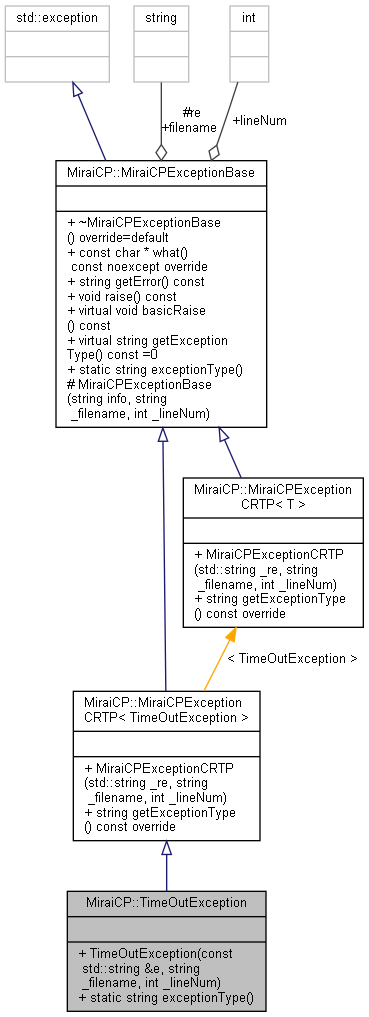 std::exception
string
int
#re
+filename
+lineNum
MiraiCP::MiraiCPExceptionBase
+ ~MiraiCPExceptionBase
() override=default
+ const char * what()
const noexcept override
+ string getError() const
+ void raise() const
+ virtual void basicRaise
() const
+ virtual string getException
Type() const =0
+ static string exceptionType()
# MiraiCPExceptionBase
(string info, string
_filename, int _lineNum)
MiraiCP::MiraiCPException
CRTP< T >
+ MiraiCPExceptionCRTP
(std::string _re, string
_filename, int _lineNum)
+ string getExceptionType
() const override
< TimeOutException >
MiraiCP::MiraiCPException
CRTP< TimeOutException >
+ MiraiCPExceptionCRTP
(std::string _re, string
_filename, int _lineNum)
+ string getExceptionType
() const override
MiraiCP::TimeOutException
+ TimeOutException(const
std::string &e, string
_filename, int _lineNum)
+ static string exceptionType()